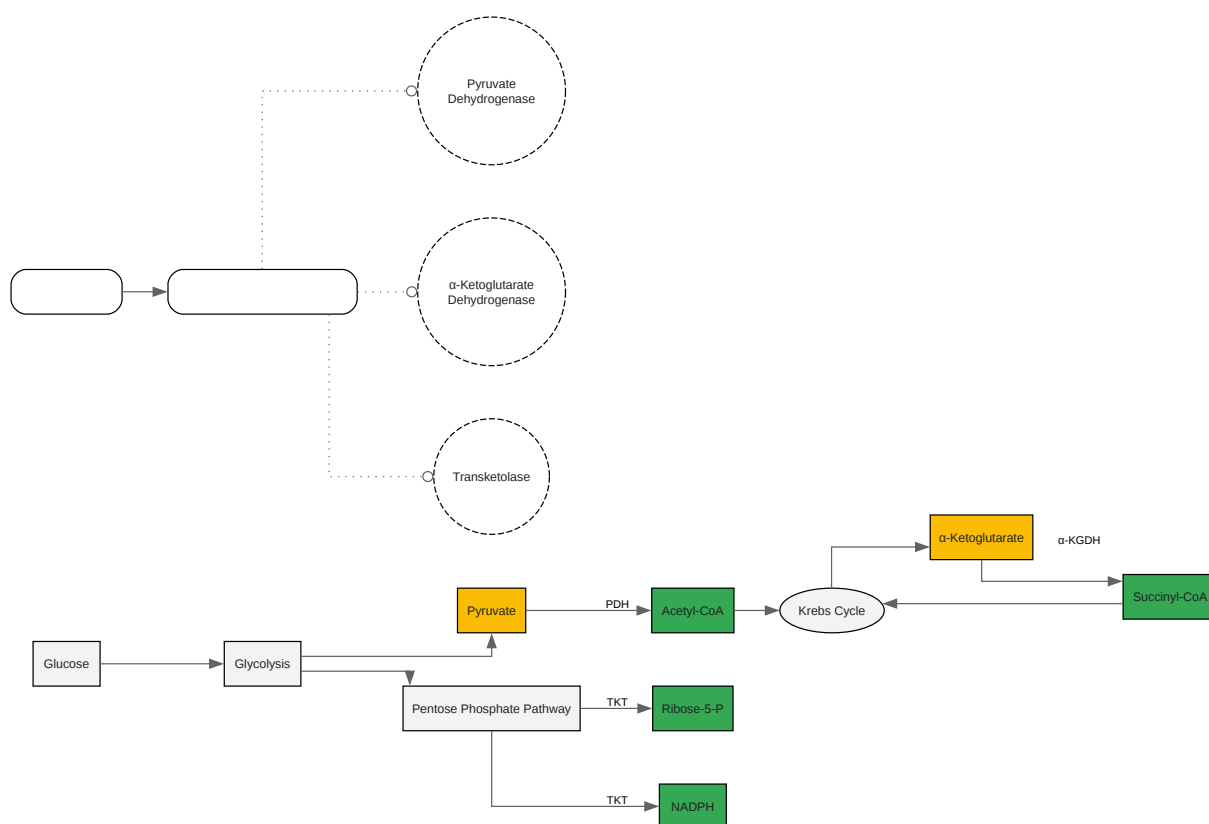 Pyruvate
Dehydrogenase
α-Ketoglutarate
Dehydrogenase
Transketolase
α-Ketoglutarate
α-KGDH
Succinyl-CoA
Pyruvate
PDH
Acetyl-CoA
Krebs Cycle
Glucose
Glycolysis
Pentose Phosphate Pathway
TKT
Ribose-5-P
TKT
NADPH